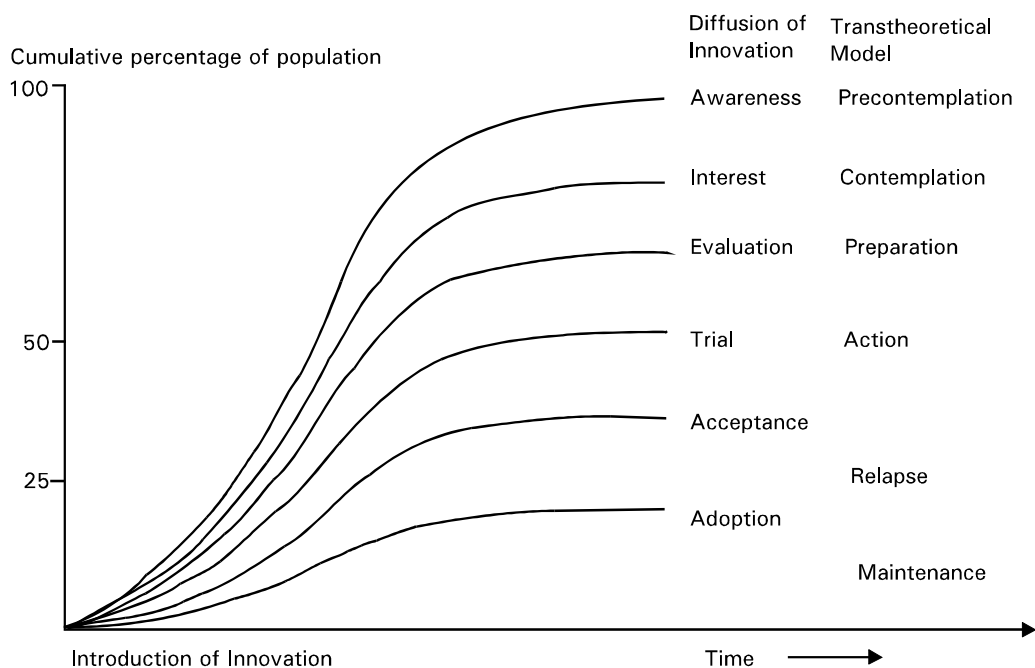 Diffusion of Transtheoretical
Innovation Model
Cumulative percentage of population
100
Awareness Precontemplation
Interest Contemplation
Evaluation Preparation
50
Trial Action
Acceptance
25
Relapse
Adoption
Maintenance
Introduction of Innovation Time